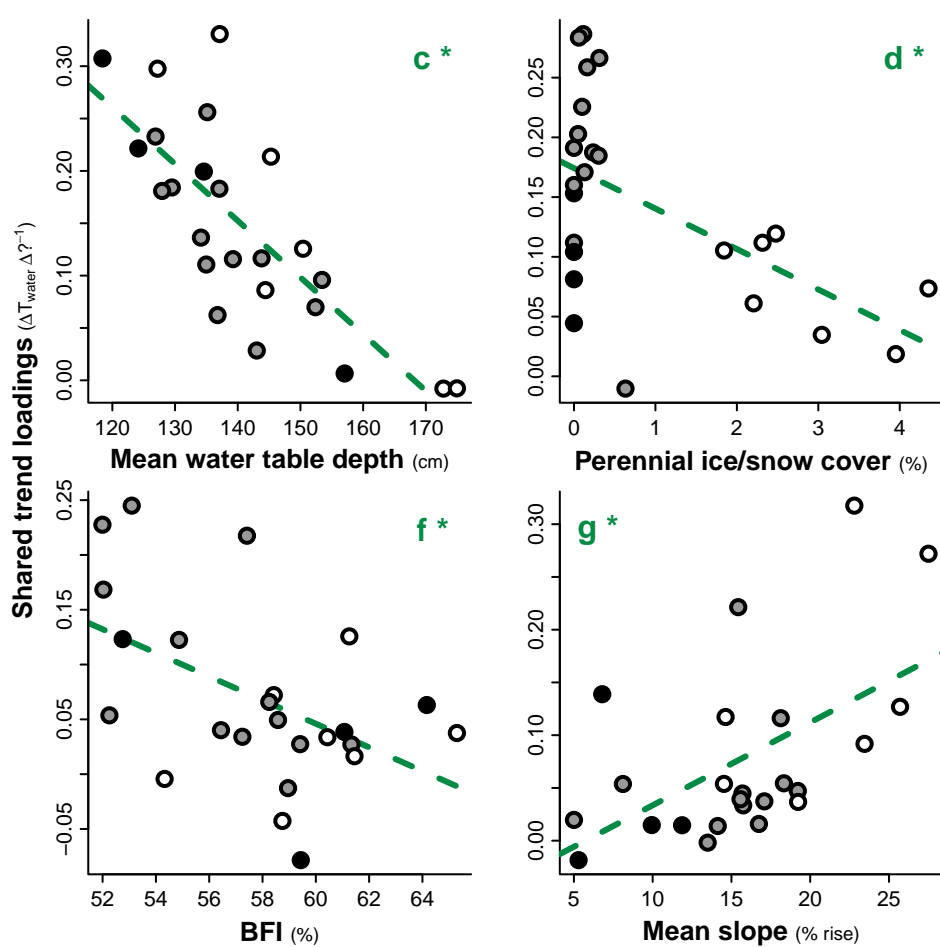 Shared trend loadings (ΔTwater Δ?⁻¹)
c *
0.00 0.10 0.20 0.30
120 130 140 150 160 170
Mean water table depth (cm)
d *
0.00 0.05 0.10 0.15 0.20 0.25
0 1 2 3 4
Perennial ice/snow cover (%)
f *
−0.05 0.05 0.15 0.25
52 54 56 58 60 62 64
BFI (%)
g *
0.00 0.10 0.20 0.30
5 10 15 20 25
Mean slope (% rise)